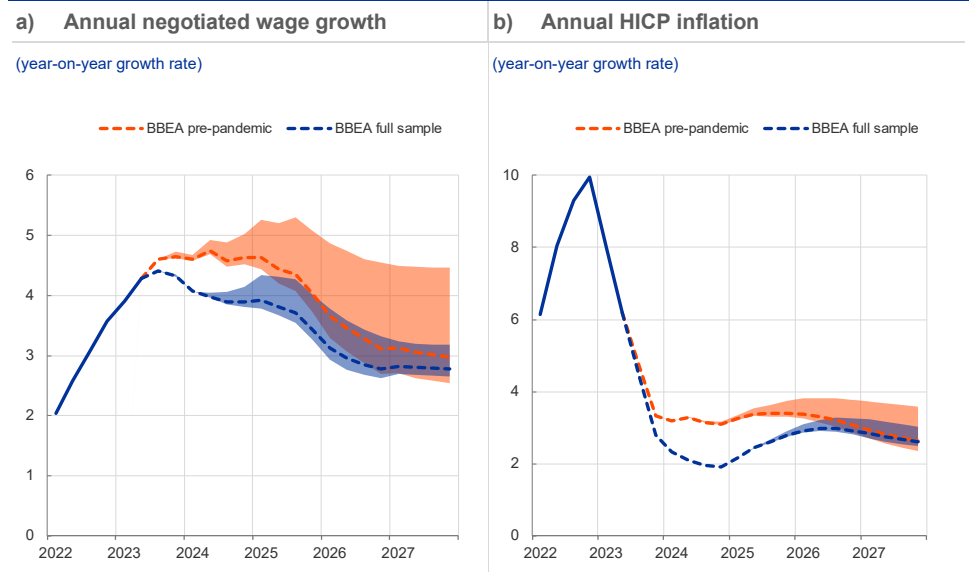 a) Annual negotiated wage growth
(year-on-year growth rate)
BBEA pre-pandemic BBEA full sample
6
5
4
3
2
1
0
2022 2023 2024 2025 2026 2027
b) Annual HICP inflation
(year-on-year growth rate)
BBEA pre-pandemic BBEA full sample
10
8
6
4
2
0
2022 2023 2024 2025 2026 2027